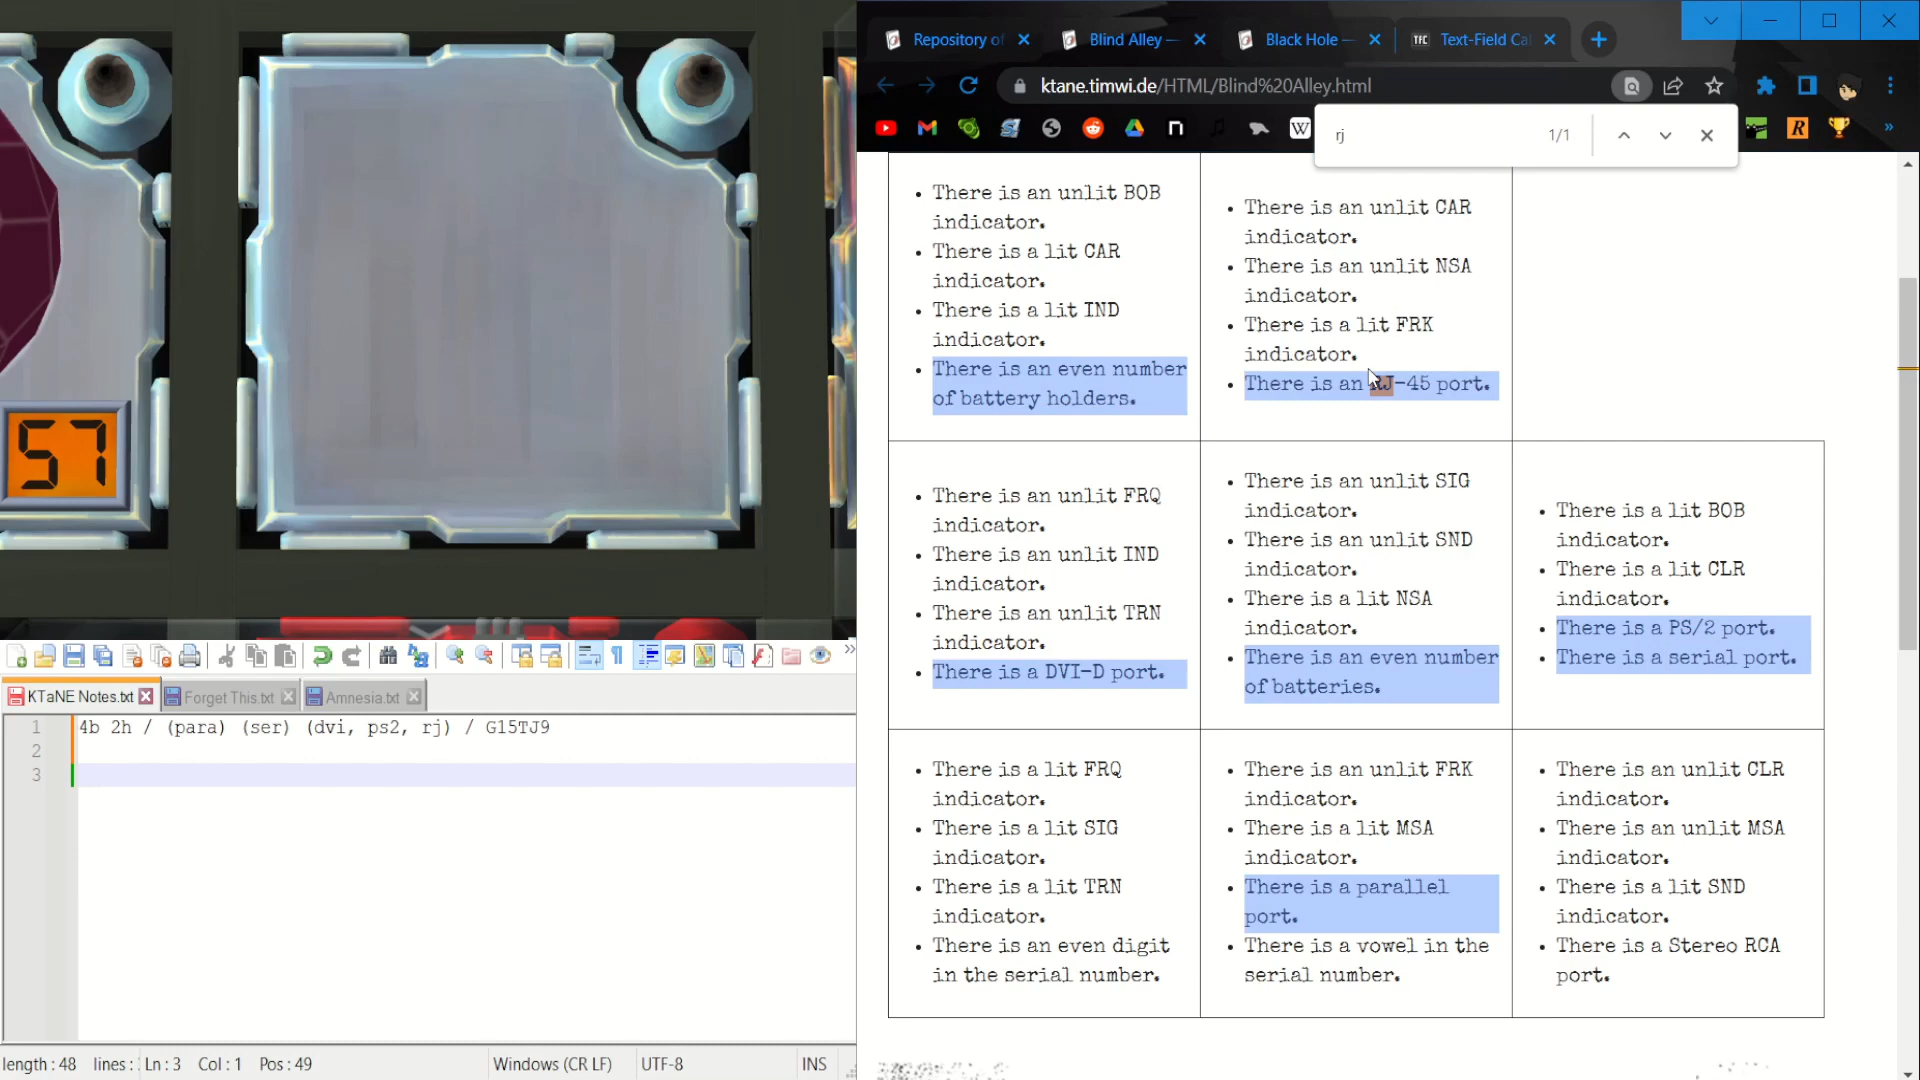 57
Repository of
Blind Alley —
Black Hole —
TFC Text-Field Cal
ktane.timwi.de/HTML/Blind%20Alley.html
rj 1/1
W
R
»
There is an unlit BOB
indicator.
There is a lit CAR
indicator.
There is a lit IND
indicator.
There is an even number
of battery holders.
There is an unlit CAR
indicator.
There is an unlit NSA
indicator.
There is a lit FRK
indicator.
There is an RJ-45 port.
There is an unlit FRQ
indicator.
There is an unlit IND
indicator.
There is an unlit TRN
indicator.
There is a DVI-D port.
There is an unlit SIG
indicator.
There is an unlit SND
indicator.
There is a lit NSA
indicator.
There is an even number
of batteries.
There is a lit BOB
indicator.
There is a lit CLR
indicator.
There is a PS/2 port.
There is a serial port.
There is a lit FRQ
indicator.
There is a lit SIG
indicator.
There is a lit TRN
indicator.
There is an even digit
in the serial number.
There is an unlit FRK
indicator.
There is a lit MSA
indicator.
There is a parallel
port.
There is a vowel in the
serial number.
There is an unlit CLR
indicator.
There is an unlit MSA
indicator.
There is a lit SND
indicator.
There is a Stereo RCA
port.
KTaNE Notes.txt Forget This.txt Amnesia.txt
1 4b 2h / (para) (ser) (dvi, ps2, rj) / G15TJ9
2
3
length : 48 lines : Ln : 3 Col : 1 Pos : 49 Windows (CR LF) UTF-8 INS